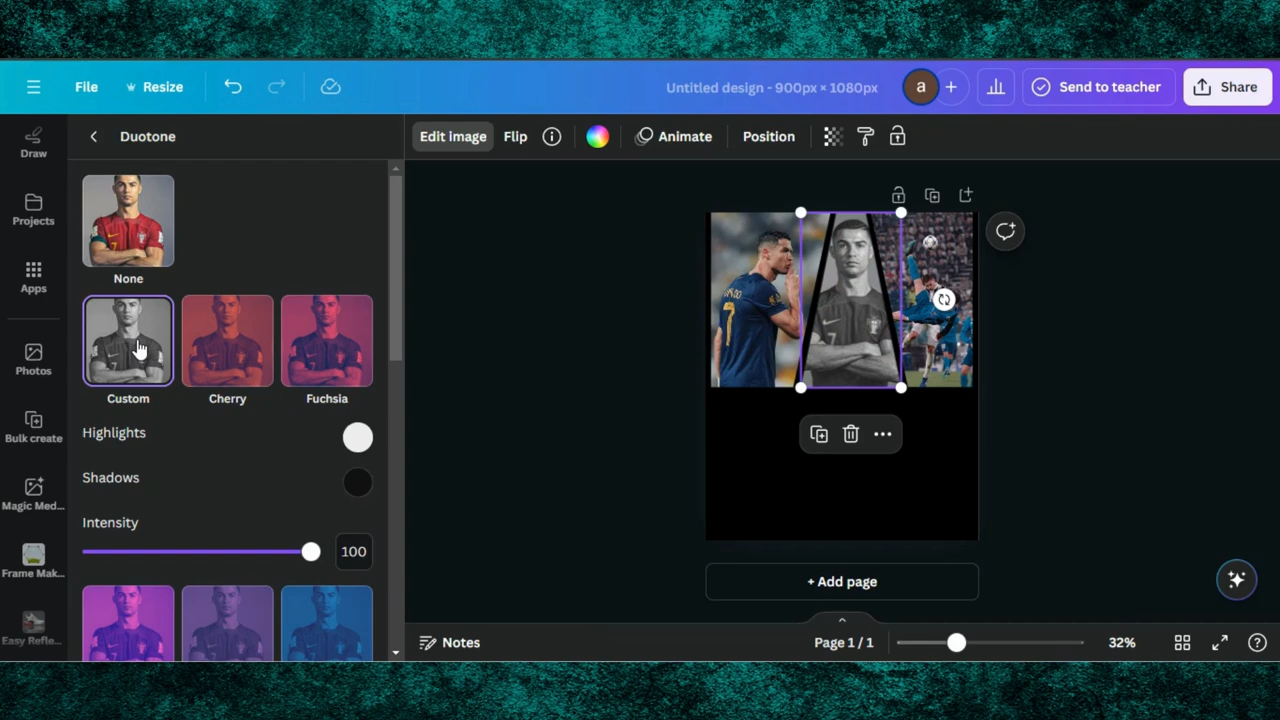 File
Resize
Untitled design - 900px × 1080px
a
+
Send to teacher
Share
Draw
Projects
Apps
Photos
Bulk create
Magic Med...
Frame Mak...
Easy Refle...
Duotone
None
Custom
Cherry
Fuchsia
Highlights
Shadows
Intensity
100
Edit image
Flip
Animate
Position
7
+ Add page
Notes
Page 1 / 1
32%